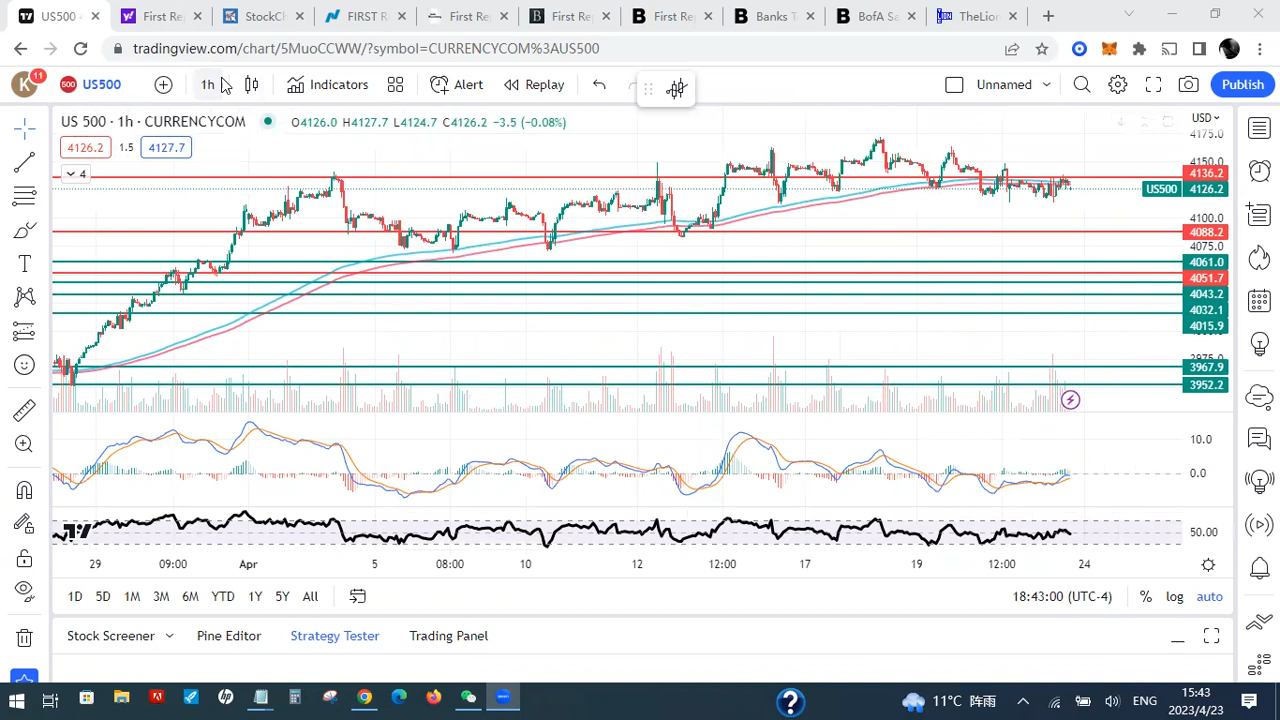 US500
First Re
StockCh
FIRST R
First Re
First Rep
First Re
Banks T
BofA Sa
TheLion
tradingview.com/chart/5MuoCCWW/?symbol=CURRENCYCOM%3AUS500
K 11
500 US500
1h
Indicators
Alert
Replay
Unnamed
Publish
US 500 · 1h · CURRENCYCOM
O4126.0 H4127.7 L4124.7 C4126.2 −3.5 (−0.08%)
USD
4126.2 1.5 4127.7
4
4175.0
4150.0
4136.2
US500 4126.2
4100.0
4088.2
4075.0
4061.0
4051.7
4043.2
4032.1
4015.9
3975.0
3967.9
3952.2
10.0
0.0
50.00
29 09:00 Apr 5 08:00 10 12 12:00 17 19 12:00 24
1D 5D 1M 3M 6M YTD 1Y 5Y All
18:43:00 (UTC-4) % log auto
Stock Screener Pine Editor Strategy Tester Trading Panel
11°C 阵雨
ENG
15:43
2023/4/23